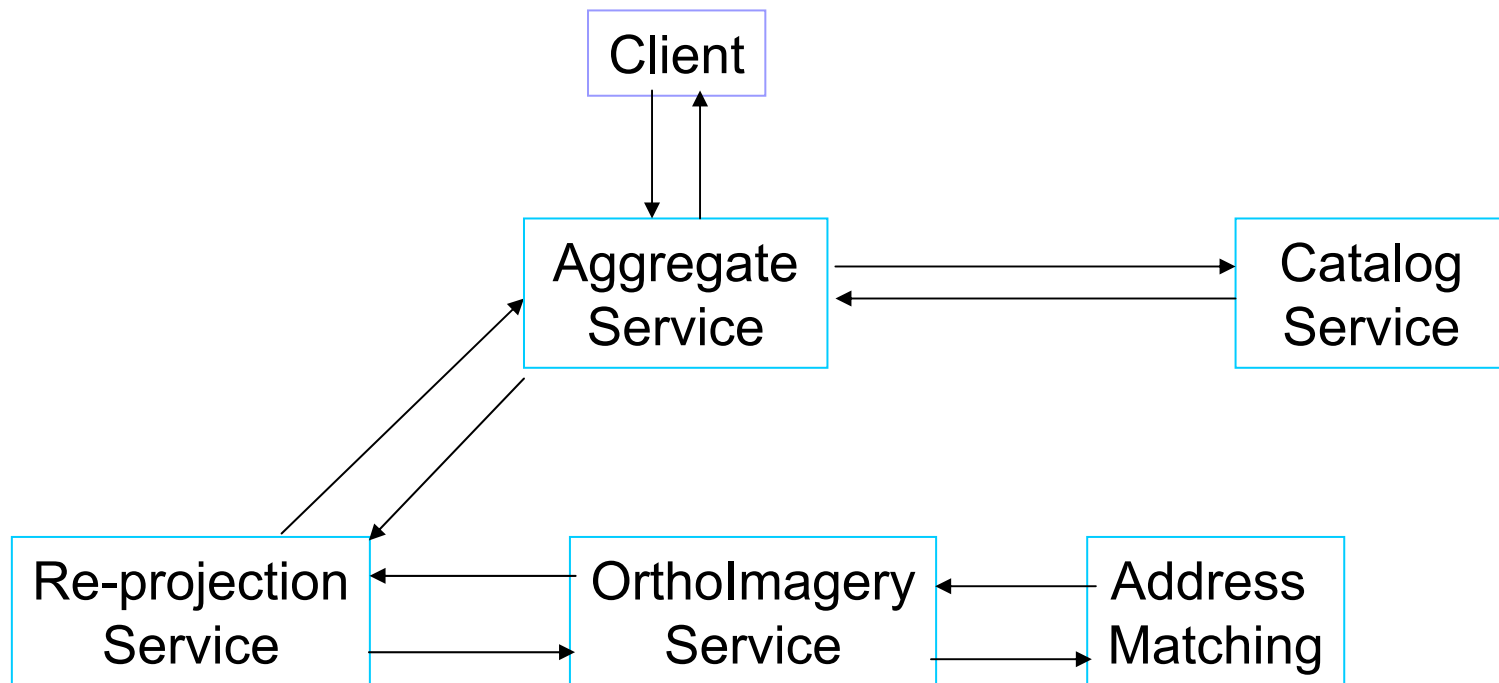 Client
Aggregate
Service
Catalog
Service
Re-projection
Service
OrthoImagery
Service
Address
Matching